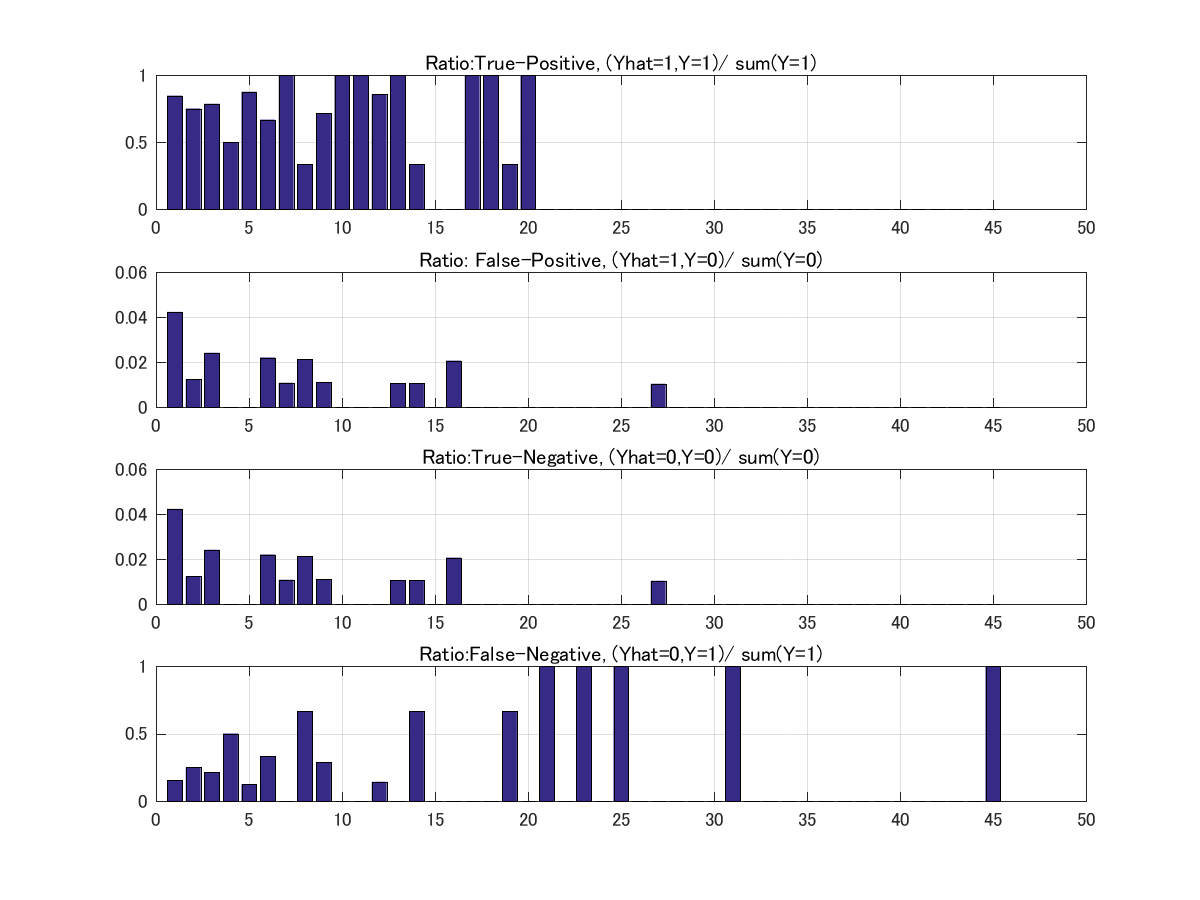 Ratio:True-Positive, (Yhat=1,Y=1)/ sum(Y=1)
1
0.5
0
0 5 10 15 20 25 30 35 40 45 50
Ratio: False-Positive, (Yhat=1,Y=0)/ sum(Y=0)
0.06
0.04
0.02
0
0 5 10 15 20 25 30 35 40 45 50
Ratio:True-Negative, (Yhat=0,Y=0)/ sum(Y=0)
0.06
0.04
0.02
0
0 5 10 15 20 25 30 35 40 45 50
Ratio:False-Negative, (Yhat=0,Y=1)/ sum(Y=1)
1
0.5
0
0 5 10 15 20 25 30 35 40 45 50